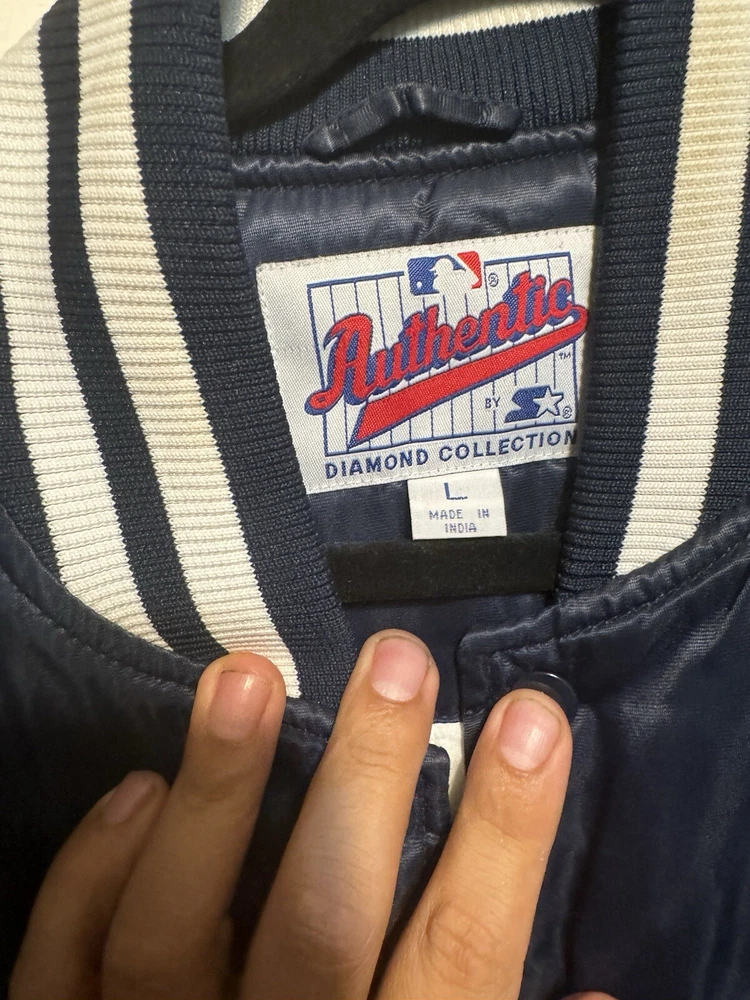 ®
Authentic
™
BY S ®
DIAMOND COLLECTION
L
MADE IN
INDIA